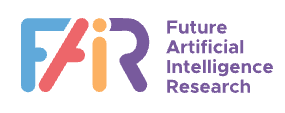 FAIR
Future
Artificial
Intelligence
Research